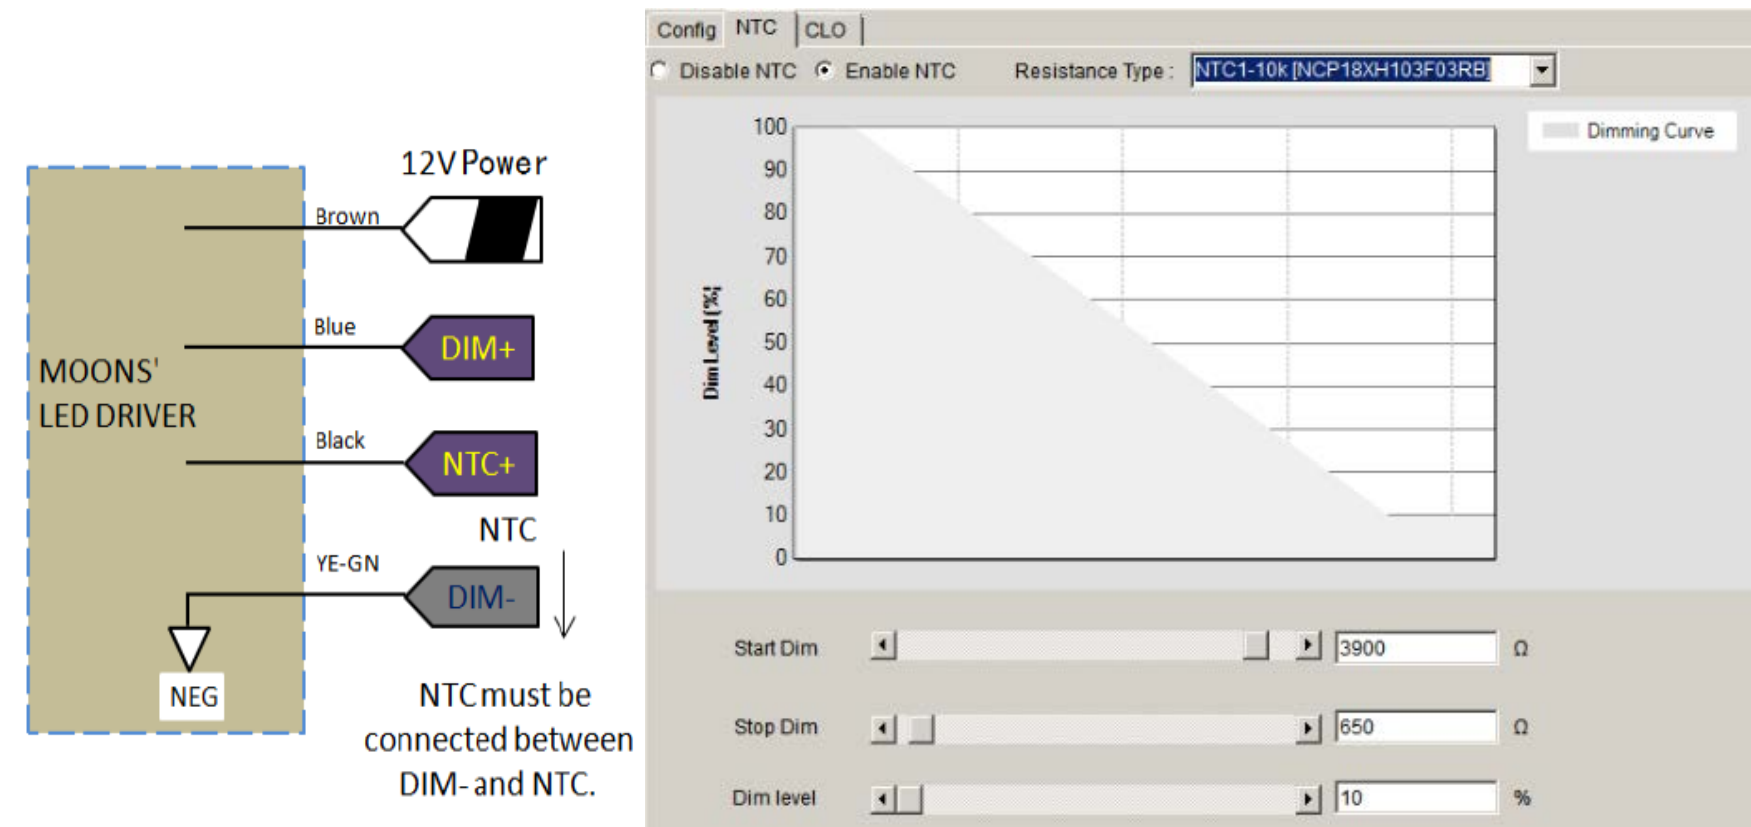 12V Power
Brown
Blue
DIM+
MOONS'
LED DRIVER
Black
NTC+
NTC
YE-GN
DIM-
NEG
NTC must be
connected between
DIM- and NTC.
Config NTC CLO
Disable NTC Enable NTC Resistance Type : NTC1-10k [NCP18XH103F03RB]
Dimming Curve
Dim Level (%)
100
90
80
70
60
50
40
30
20
10
0
Start Dim 3900 Ω
Stop Dim 650 Ω
Dim level 10 %